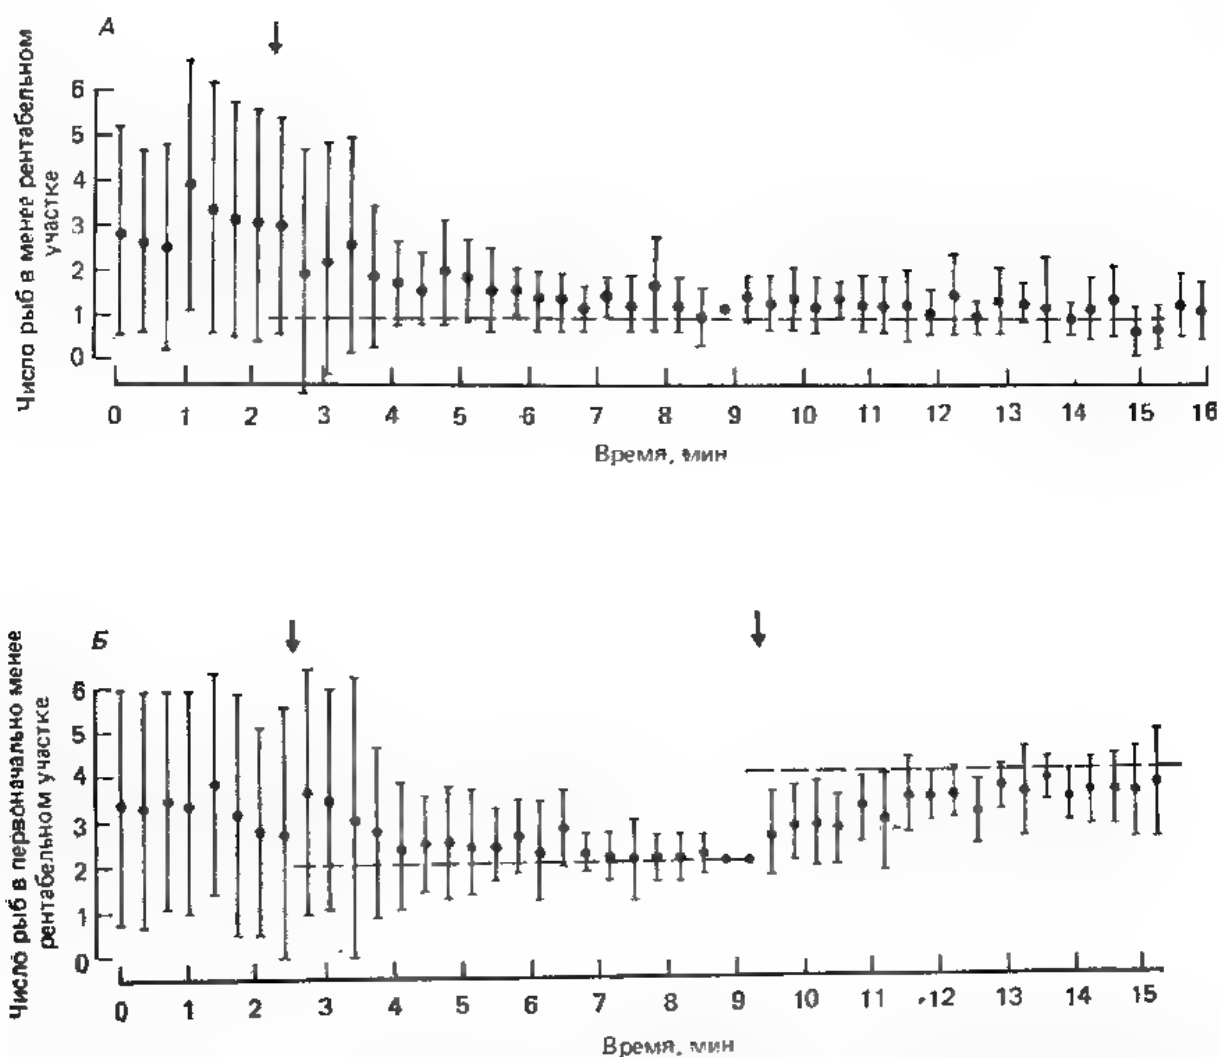 А
Число рыб в менее рентабельном
участке
6
5
4
3
2
1
0
0 1 2 3 4 5 6 7 8 9 10 11 12 13 14 15 16
Время, мин
Б
Число рыб в первоначально менее
рентабельном участке
6
5
4
3
2
1
0
0 1 2 3 4 5 6 7 8 9 10 11 12 13 14 15
Время, мин